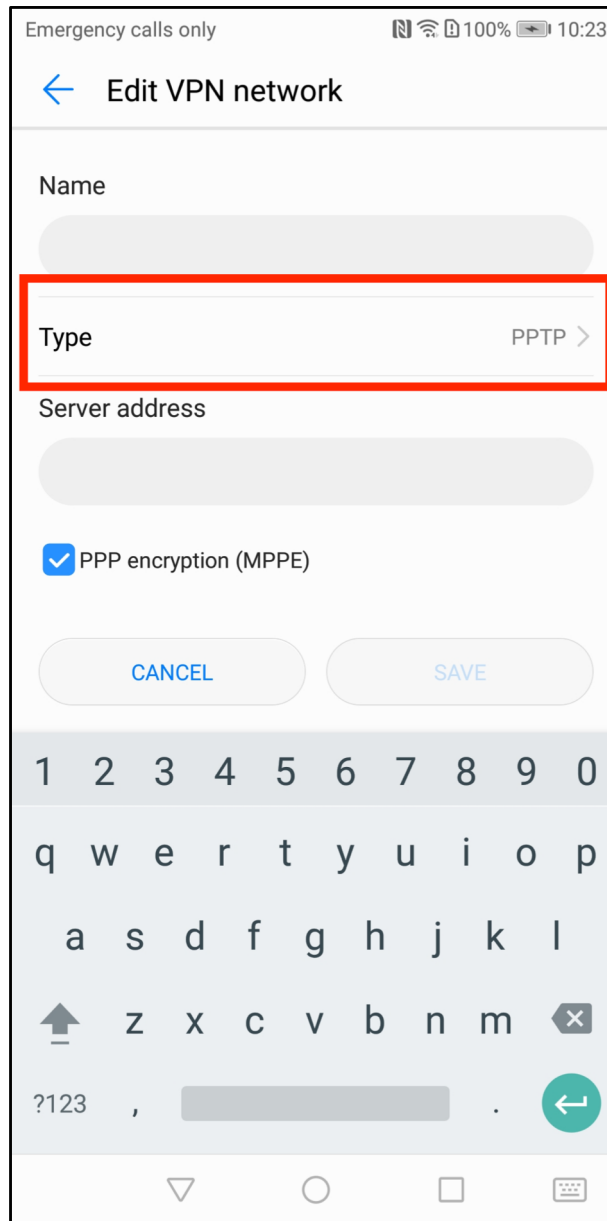 Emergency calls only 100% 10:23
Edit VPN network
Name
Type PPTP
Server address
PPP encryption (MPPE)
CANCEL SAVE
1 2 3 4 5 6 7 8 9 0
q w e r t y u i o p
a s d f g h j k l
z x c v b n m
?123 , .